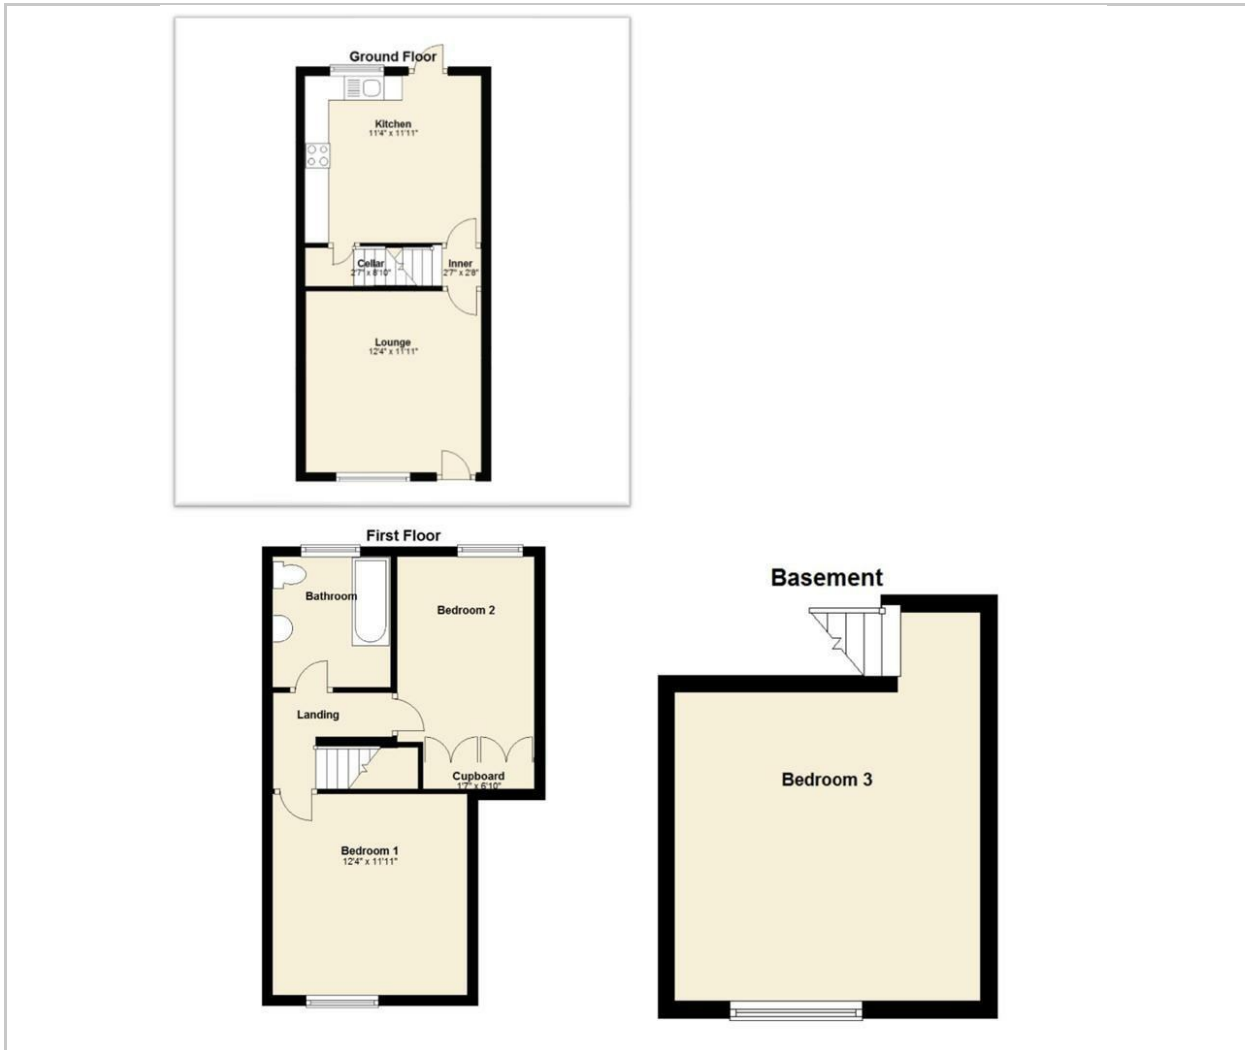 Ground Floor
Kitchen
11'4" x 11'11"
Cellar
2'7" x 8'10"
Inner
2'7" x 2'8"
Lounge
12'4" x 11'11"
First Floor
Bathroom
Bedroom 2
Landing
Cupboard
1'7" x 6'10"
Bedroom 1
12'4" x 11'11"
Basement
Bedroom 3